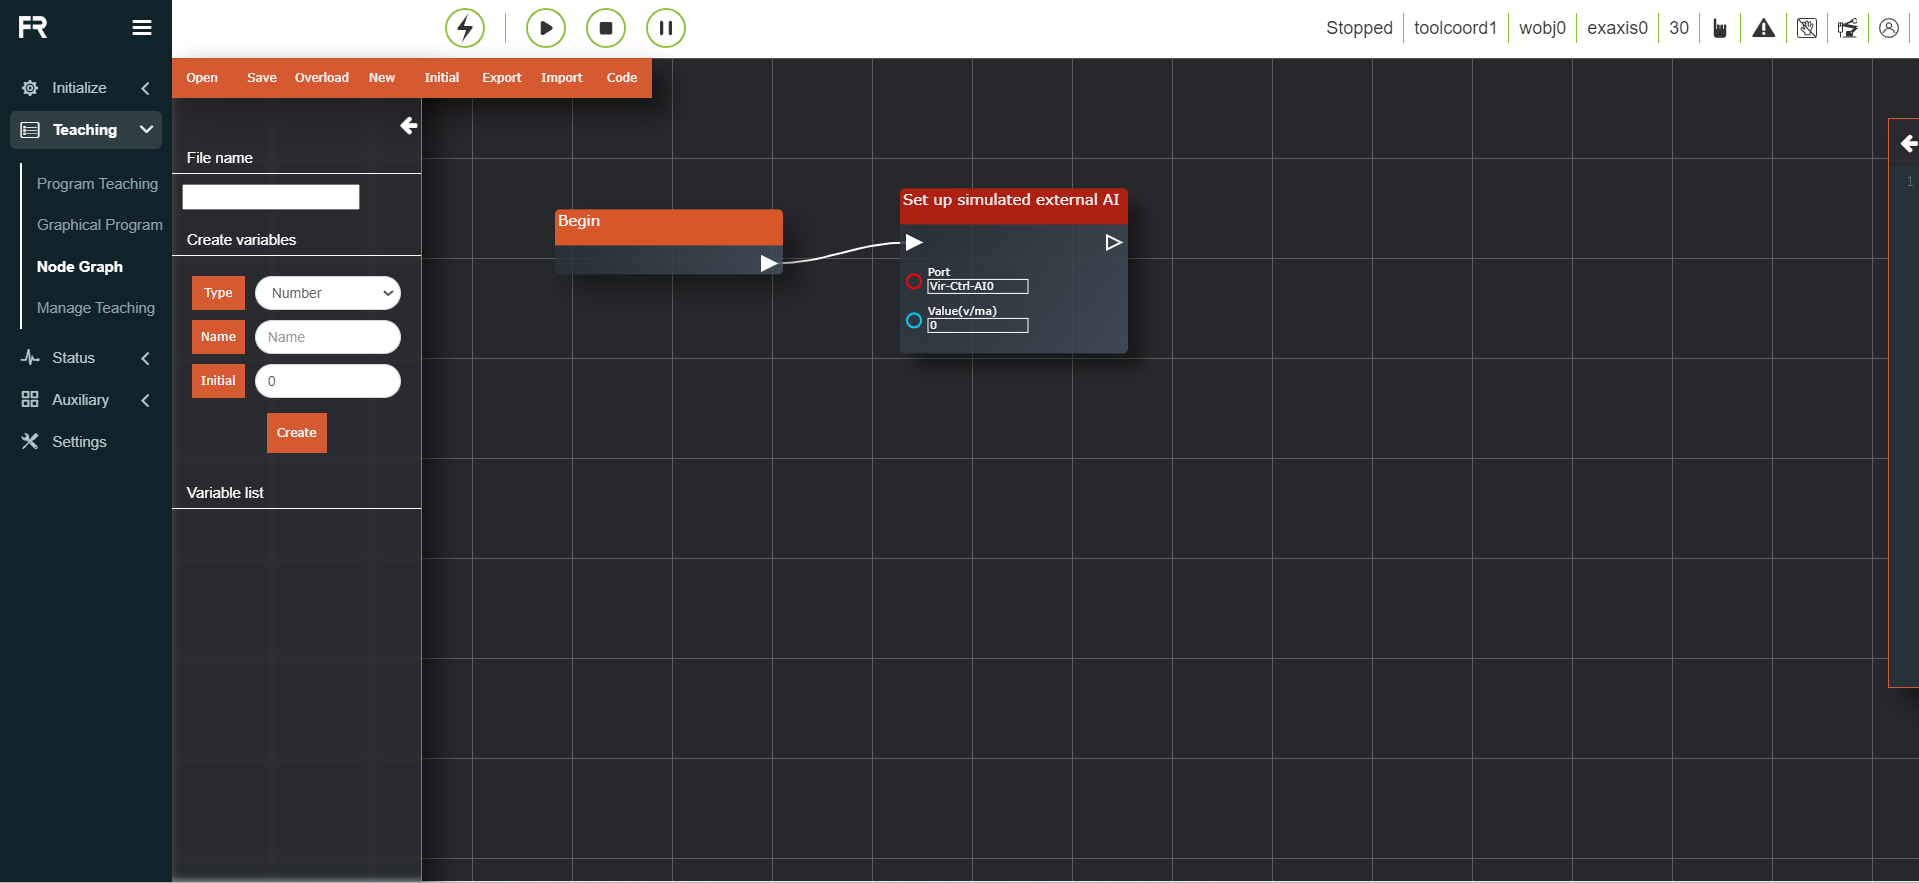 FR
Stopped
toolcoord1
wobj0
exaxis0
30
Open
Save
Overload
New
Initial
Export
Import
Code
Initialize
Teaching
Program Teaching
Graphical Program
Node Graph
Manage Teaching
Status
Auxiliary
Settings
File name
Create variables
Type
Number
Name
Name
Initial
0
Create
Variable list
Begin
Set up simulated external AI
Port
Vir-Ctrl-AI0
Value(v/ma)
0
1